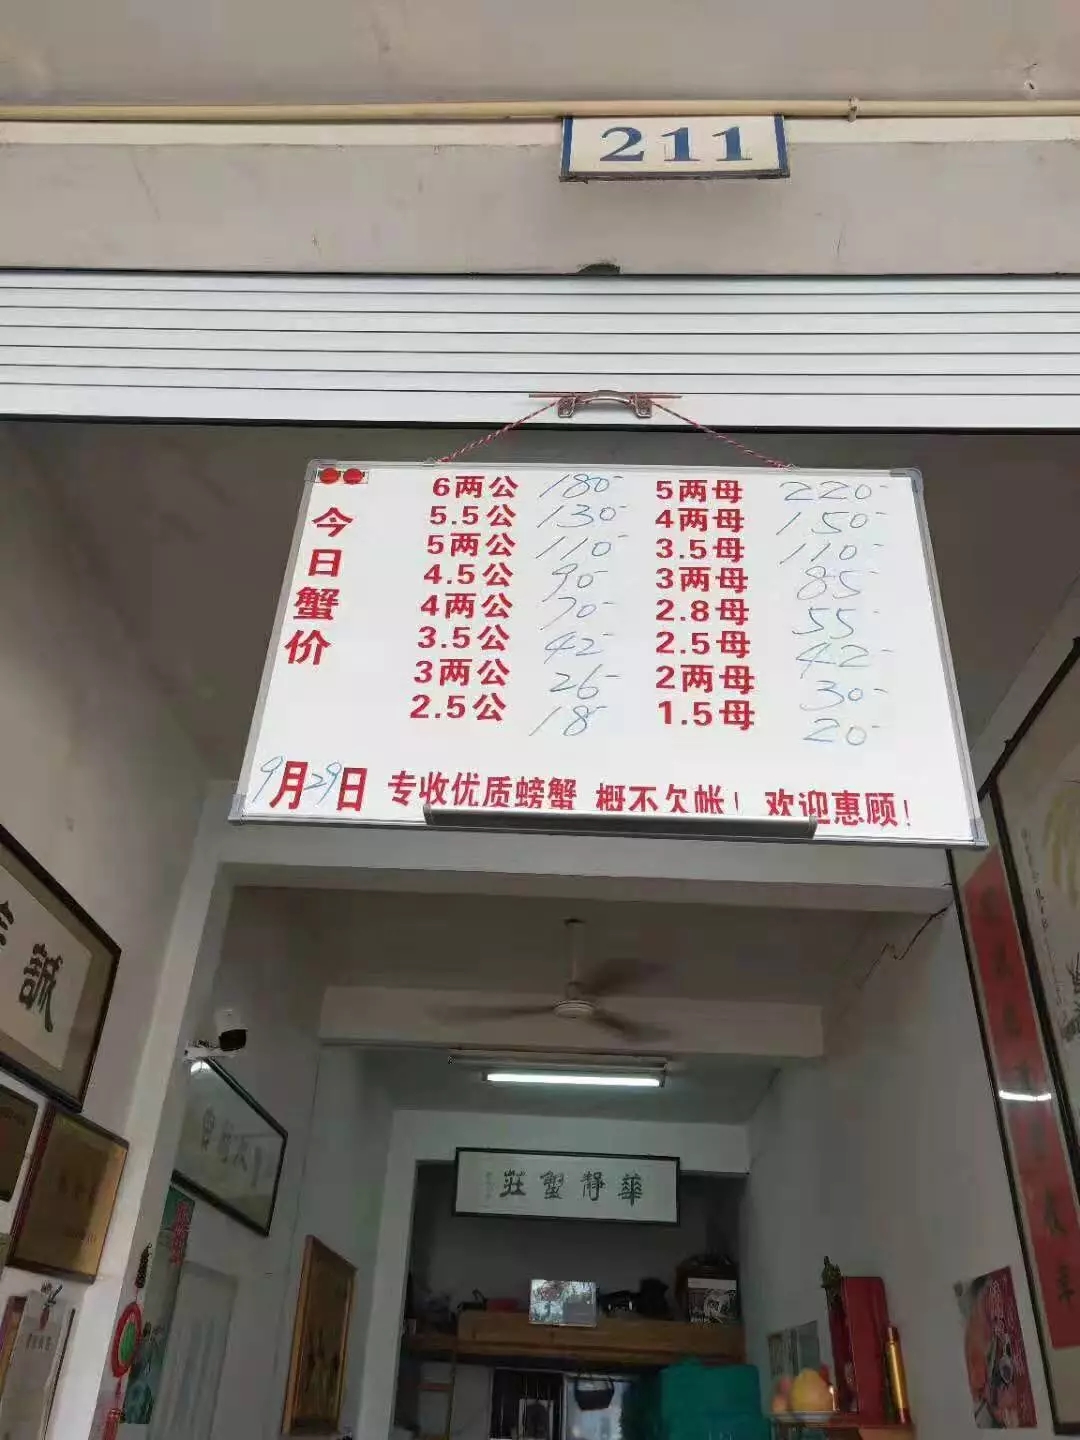 211
今日蟹价
6两公 180- 5两母 220-
5.5公 130- 4两母 150-
5两公 110- 3.5母 110-
4.5公 90- 3两母 85-
4两公 70- 2.8母 55-
3.5公 42- 2.5母 42-
3两公 26- 2两母 30-
2.5公 18- 1.5母 20-
9月29日 专收优质螃蟹 概不欠帐！欢迎惠顾！
誠
莊蟹靜華